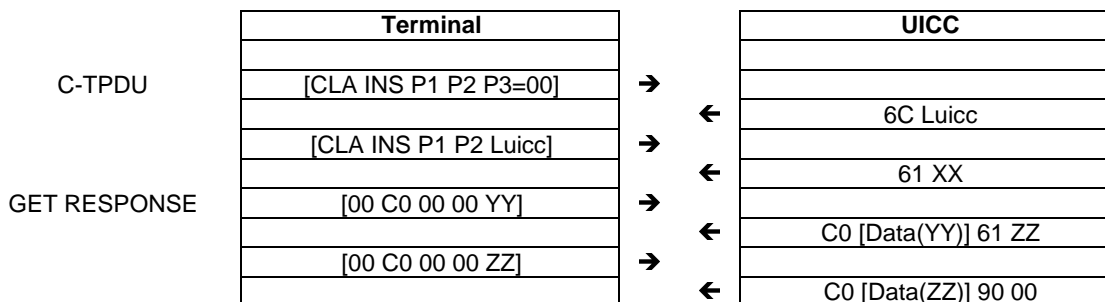 Terminal UICC
C-TPDU [CLA INS P1 P2 P3=00] ➔
🡰 6C Luicc
[CLA INS P1 P2 Luicc] ➔
🡰 61 XX
GET RESPONSE [00 C0 00 00 YY] ➔
🡰 C0 [Data(YY)] 61 ZZ
[00 C0 00 00 ZZ] ➔
🡰 C0 [Data(ZZ)] 90 00